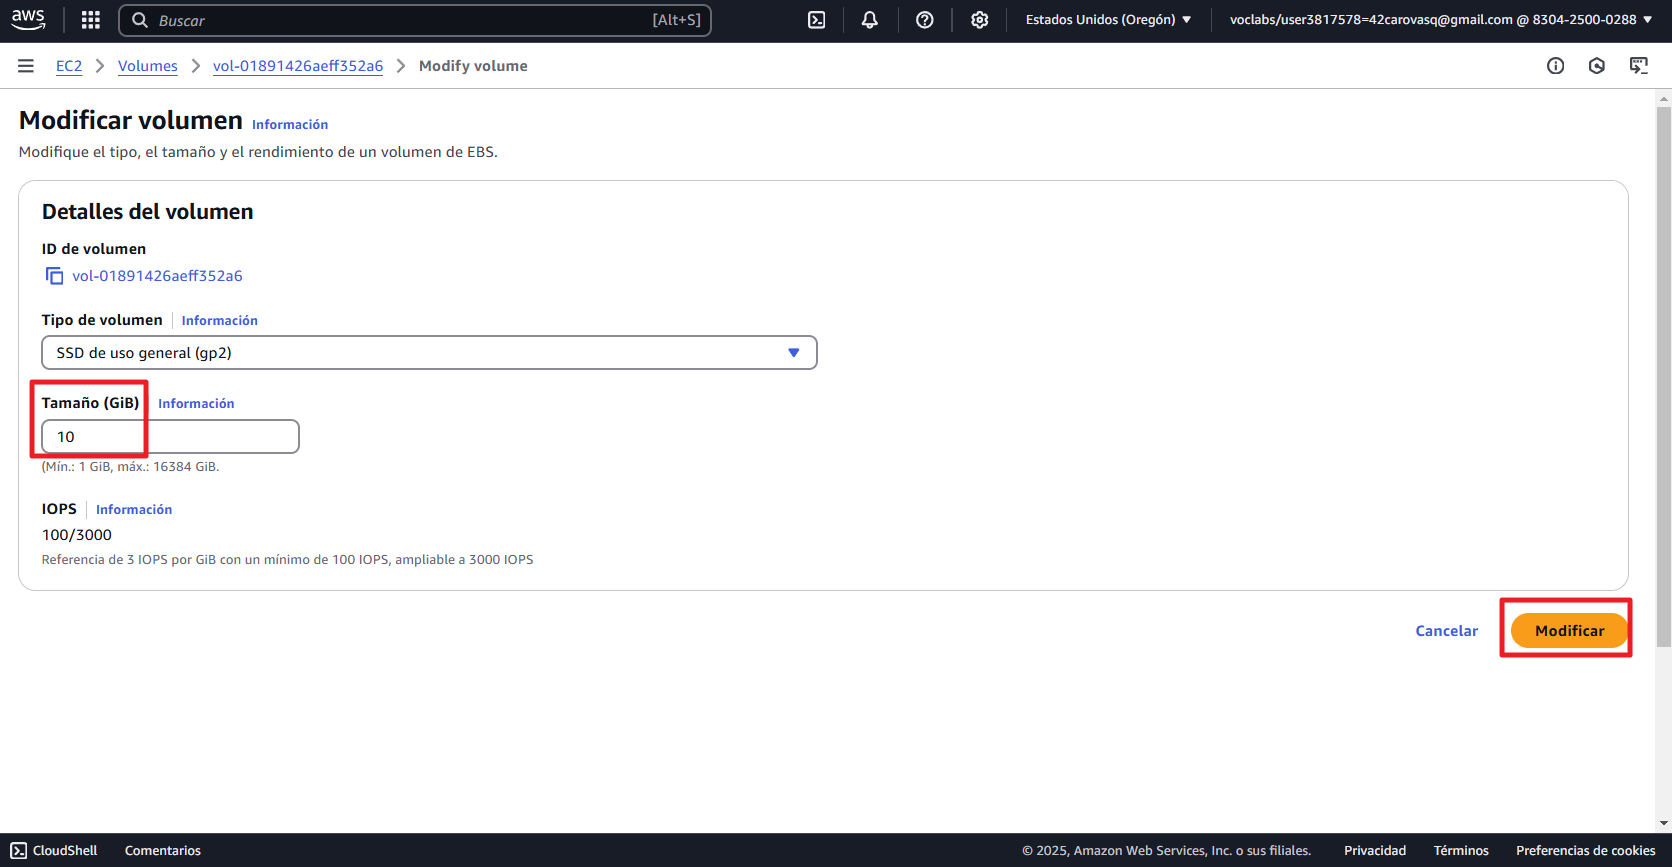 aws
Buscar [Alt+S]
Estados Unidos (Oregón)
voclabs/user3817578=42carovasq@gmail.com @ 8304-2500-0288
EC2 Volumes vol-01891426aeff352a6 Modify volume
Modificar volumen Información
Modifique el tipo, el tamaño y el rendimiento de un volumen de EBS.
Detalles del volumen
ID de volumen
vol-01891426aeff352a6
Tipo de volumen Información
SSD de uso general (gp2)
Tamaño (GiB) Información
10
(Mín.: 1 GiB, máx.: 16384 GiB.
IOPS Información
100/3000
Referencia de 3 IOPS por GiB con un mínimo de 100 IOPS, ampliable a 3000 IOPS
Cancelar Modificar
CloudShell Comentarios © 2025, Amazon Web Services, Inc. o sus filiales. Privacidad Términos Preferencias de cookies